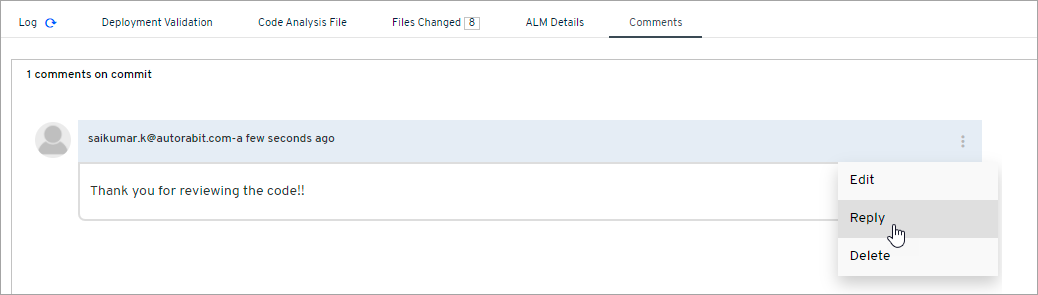 Log Deployment Validation Code Analysis File Files Changed 8 ALM Details Comments
1 comments on commit
saikumar.k@autorabit.com-a few seconds ago
Thank you for reviewing the code!!
Edit
Reply
Delete